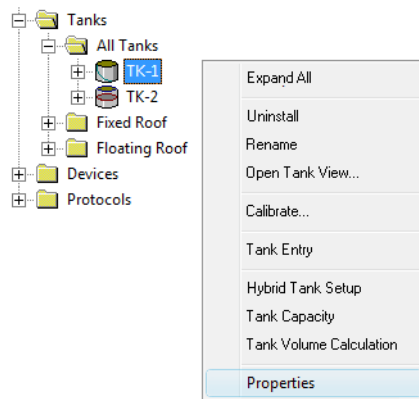 Tanks
All Tanks
TK-1
TK-2
Fixed Roof
Floating Roof
Devices
Protocols
Expand All
Uninstall
Rename
Open Tank View...
Calibrate...
Tank Entry
Hybrid Tank Setup
Tank Capacity
Tank Volume Calculation
Properties